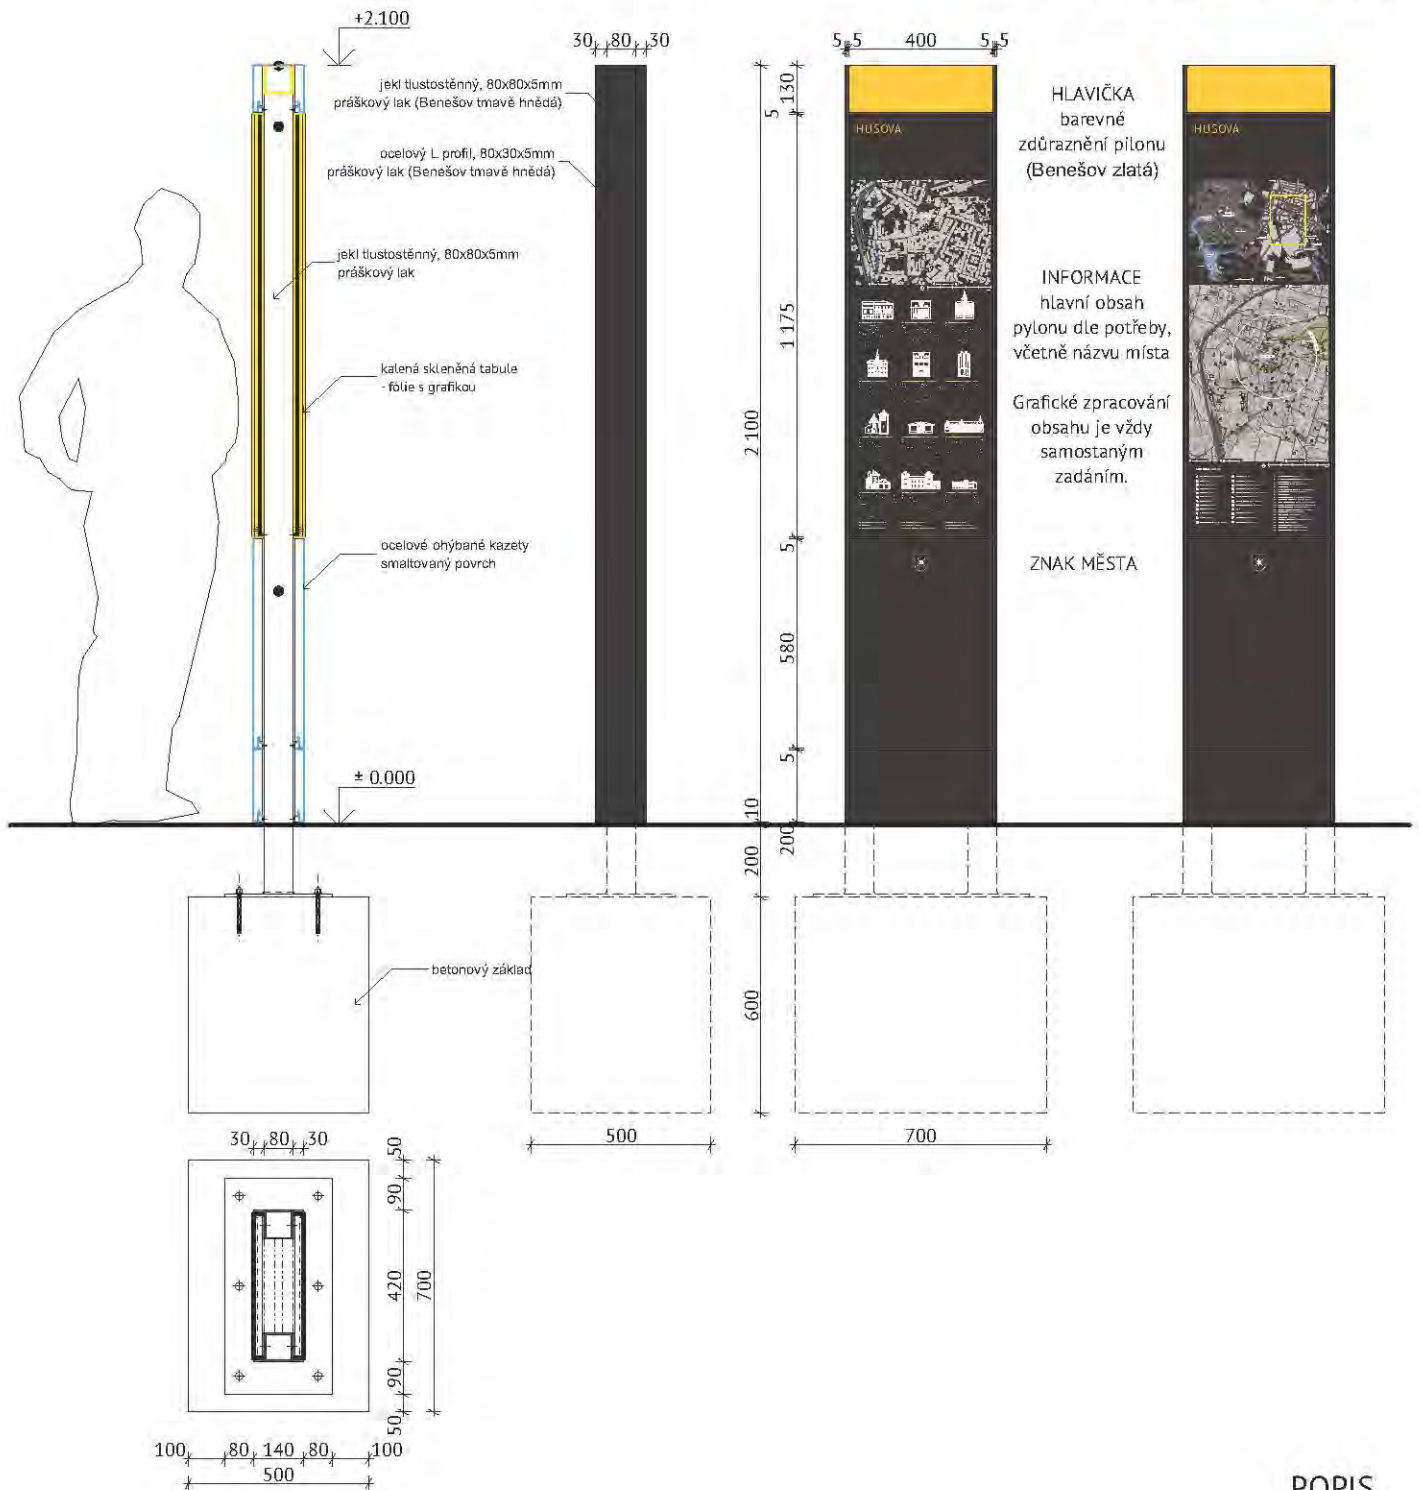 +2.100
jekl tlustostěnný, 80x80x5mm
práškový lak (Benešov tmavě hnědá)
ocelový L profil, 80x30x5mm
práškový lak (Benešov tmavě hnědá)
jekl tlustostěnný, 80x80x5mm
práškový lak
kalená skleněná tabule
- fólie s grafikou
ocelové ohýbané kazety
smaltovaný povrch
± 0.000
betonový základ
30 80 30
5 5 400 5 5
130
5
1 175
5
580
5
10
200
2 100
200
600
HUSOVA
HLAVIČKA
barevné
zdůraznění pilonu
(Benešov zlatá)
INFORMACE
hlavní obsah
pylonu dle potřeby,
včetně názvu místa
Grafické zpracování
obsahu je vždy
samostaným
zadáním.
ZNAK MĚSTA
HUSOVA
500
700
30 80 30
50
90
420
90
50
700
100 80 140 80 100
500
POPIS